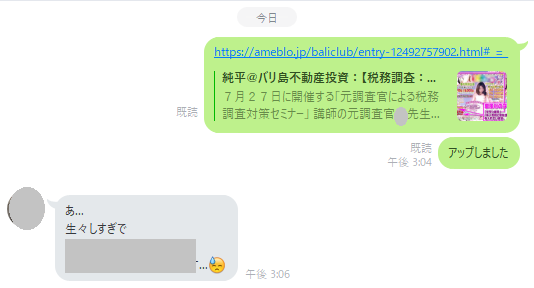 今日
https://ameblo.jp/baliclub/entry-12492757902.html#_=_
純平@バリ島不動産投資:【税務調査:...
7月27日に開催する「元調査官による税務
調査対策セミナー」講師の元調査官 先生...
既読
既読
午後 3:04
アップしました
あ...
生々しすぎで
...
午後 3:06